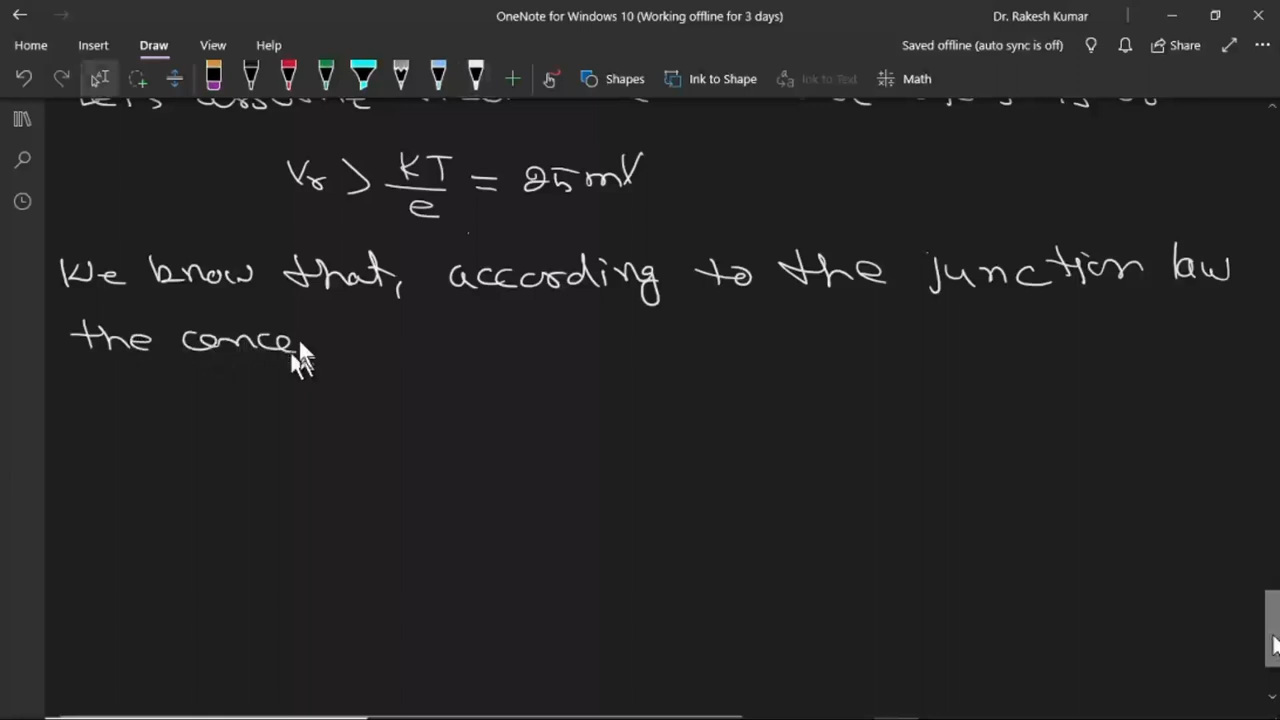 OneNote for Windows 10 (Working offline for 3 days)
Dr. Rakesh Kumar
Home Insert Draw View Help
Saved offline (auto sync is off)
Share
Shapes
Ink to Shape
Ink to Text
Math
Let's assume
Vr > KT/e = 25mV
We know that, according to the junction law
the conce